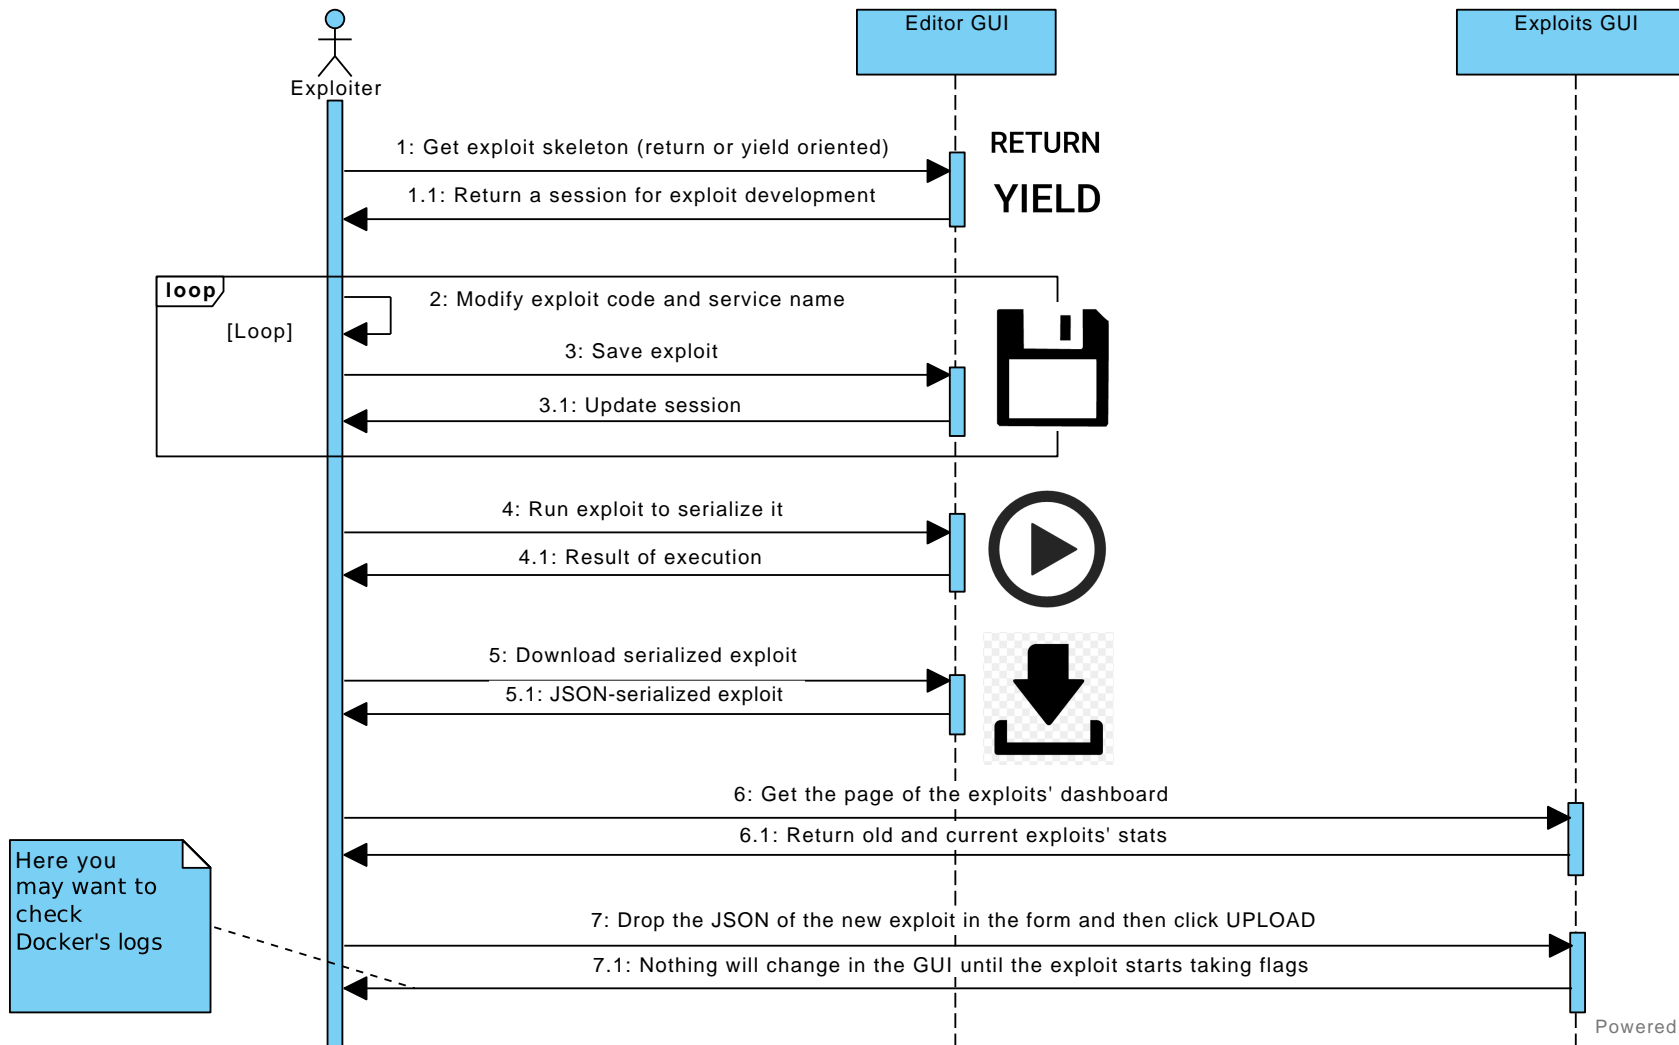 Exploiter
Editor GUI
Exploits GUI
1: Get exploit skeleton (return or yield oriented)
RETURN
1.1: Return a session for exploit development
YIELD
loop
2: Modify exploit code and service name
[Loop]
3: Save exploit
3.1: Update session
4: Run exploit to serialize it
4.1: Result of execution
5: Download serialized exploit
5.1: JSON-serialized exploit
6: Get the page of the exploits' dashboard
6.1: Return old and current exploits' stats
Here you
may want to
check
Docker's logs
7: Drop the JSON of the new exploit in the form and then click UPLOAD
7.1: Nothing will change in the GUI until the exploit starts taking flags
Powered